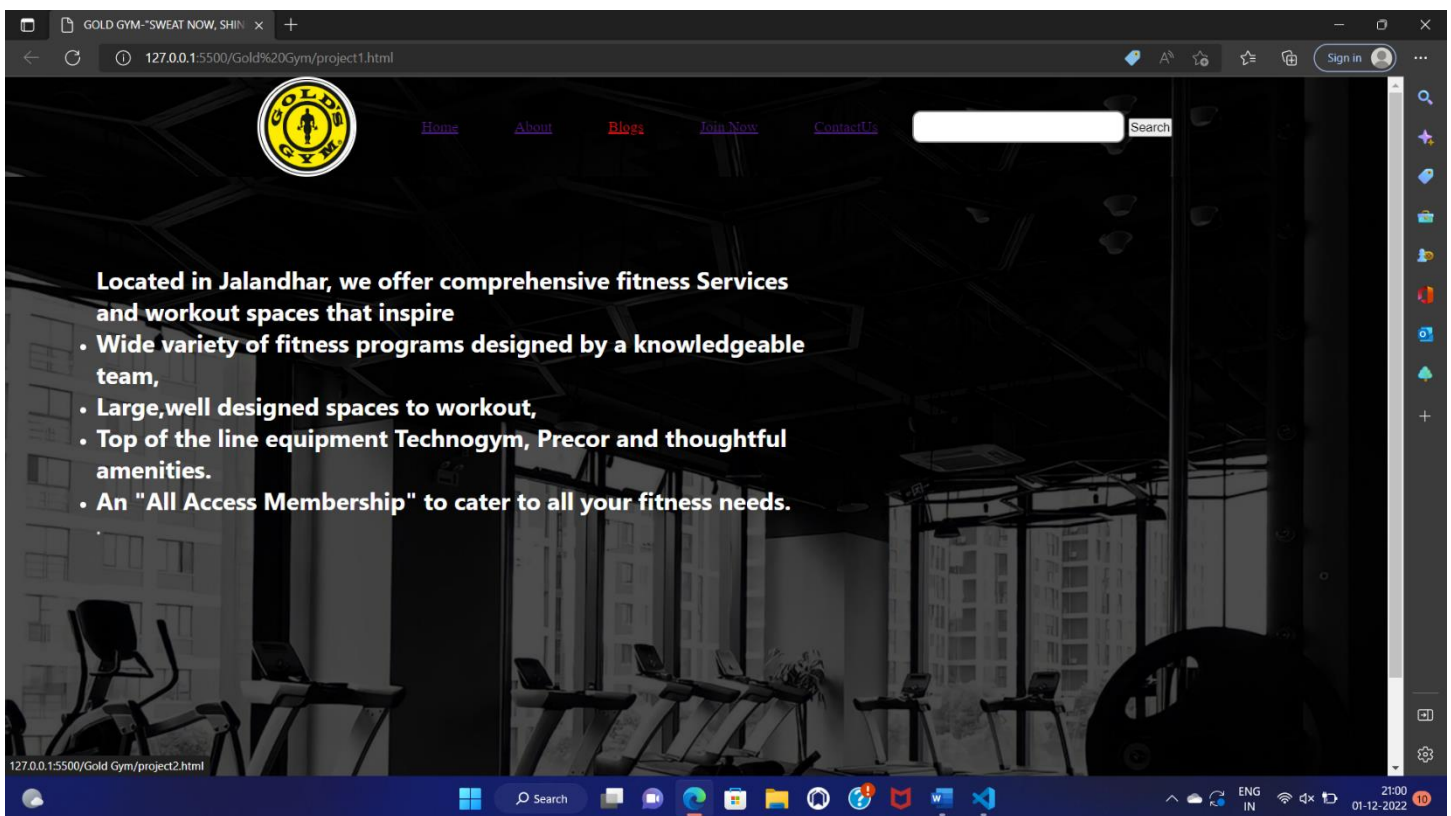 GOLD GYM-"SWEAT NOW, SHIN
127.0.0.1:5500/Gold%20Gym/project1.html
Sign in
GOLD'S
GYM
Home About Blogs Join Now ContactUs Search
Located in Jalandhar, we offer comprehensive fitness Services
and workout spaces that inspire
• Wide variety of fitness programs designed by a knowledgeable
team,
• Large,well designed spaces to workout,
• Top of the line equipment Technogym, Precor and thoughtful
amenities.
• An "All Access Membership" to cater to all your fitness needs.
.
127.0.0.1:5500/Gold Gym/project2.html
Search
ENG
IN
21:00
01-12-2022
10